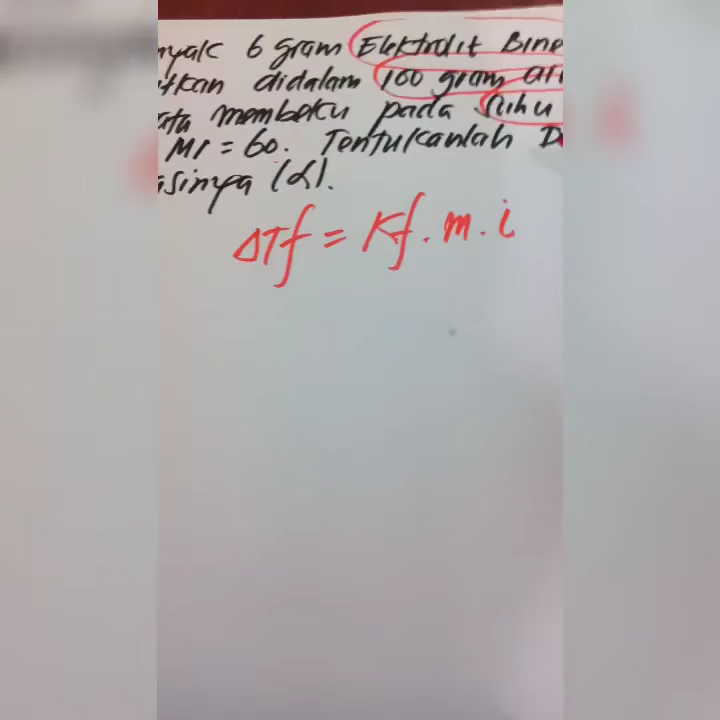 nyak 6 gram Elektrolit Bine
tkan didalam 100 gram
ata membeku pada suhu
Mr = 60. Tentukanlah D
asinya (α).
ΔTf = Kf . m . i